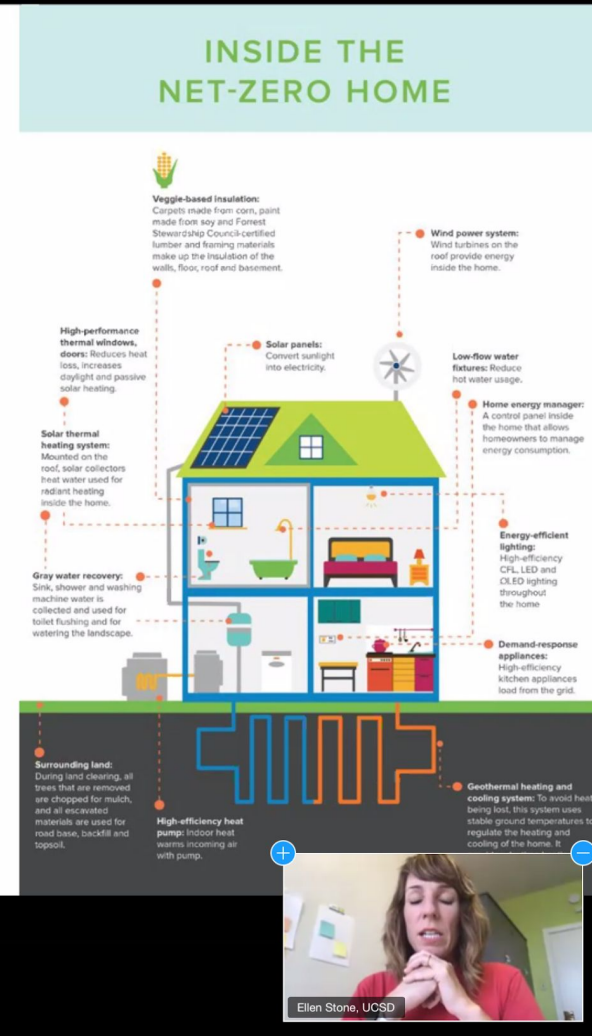 INSIDE THE
NET-ZERO HOME
Veggie-based insulation:
Carpets made from corn, paint
made from soy and Forrest
Stewardship Council-certified
lumber and framing materials
make up the insulation of the
walls, floor, roof and basement.
Wind power system:
Wind turbines on the
roof provide energy
inside the home.
High-performance
thermal windows,
doors: Reduces heat
loss, increases
daylight and passive
solar heating.
Solar panels:
Convert sunlight
into electricity.
Low-flow water
fixtures: Reduce
hot water usage.
Home energy manager:
A control panel inside
the home that allows
homeowners to manage
energy consumption.
Solar thermal
heating system:
Mounted on the
roof, solar collectors
heat water used for
radiant heating
inside the home.
Energy-efficient
lighting:
High-efficiency
CFL, LED and
OLED lighting
throughout
the home
Gray water recovery:
Sink, shower and washing
machine water is
collected and used for
toilet flushing and for
watering the landscape.
Demand-response
appliances:
High-efficiency
kitchen appliances
load from the grid.
Surrounding land:
During land clearing, all
trees that are removed
are chopped for mulch,
and all escavated
materials are used for
road base, backfill and
topsoil.
High-efficiency heat
pump: Indoor heat
warms incoming air
with pump.
Geothermal heating and
cooling system: To avoid heat
being lost, this system uses
stable ground temperatures to
regulate the heating and
cooling of the home. It
Ellen Stone, UCSD